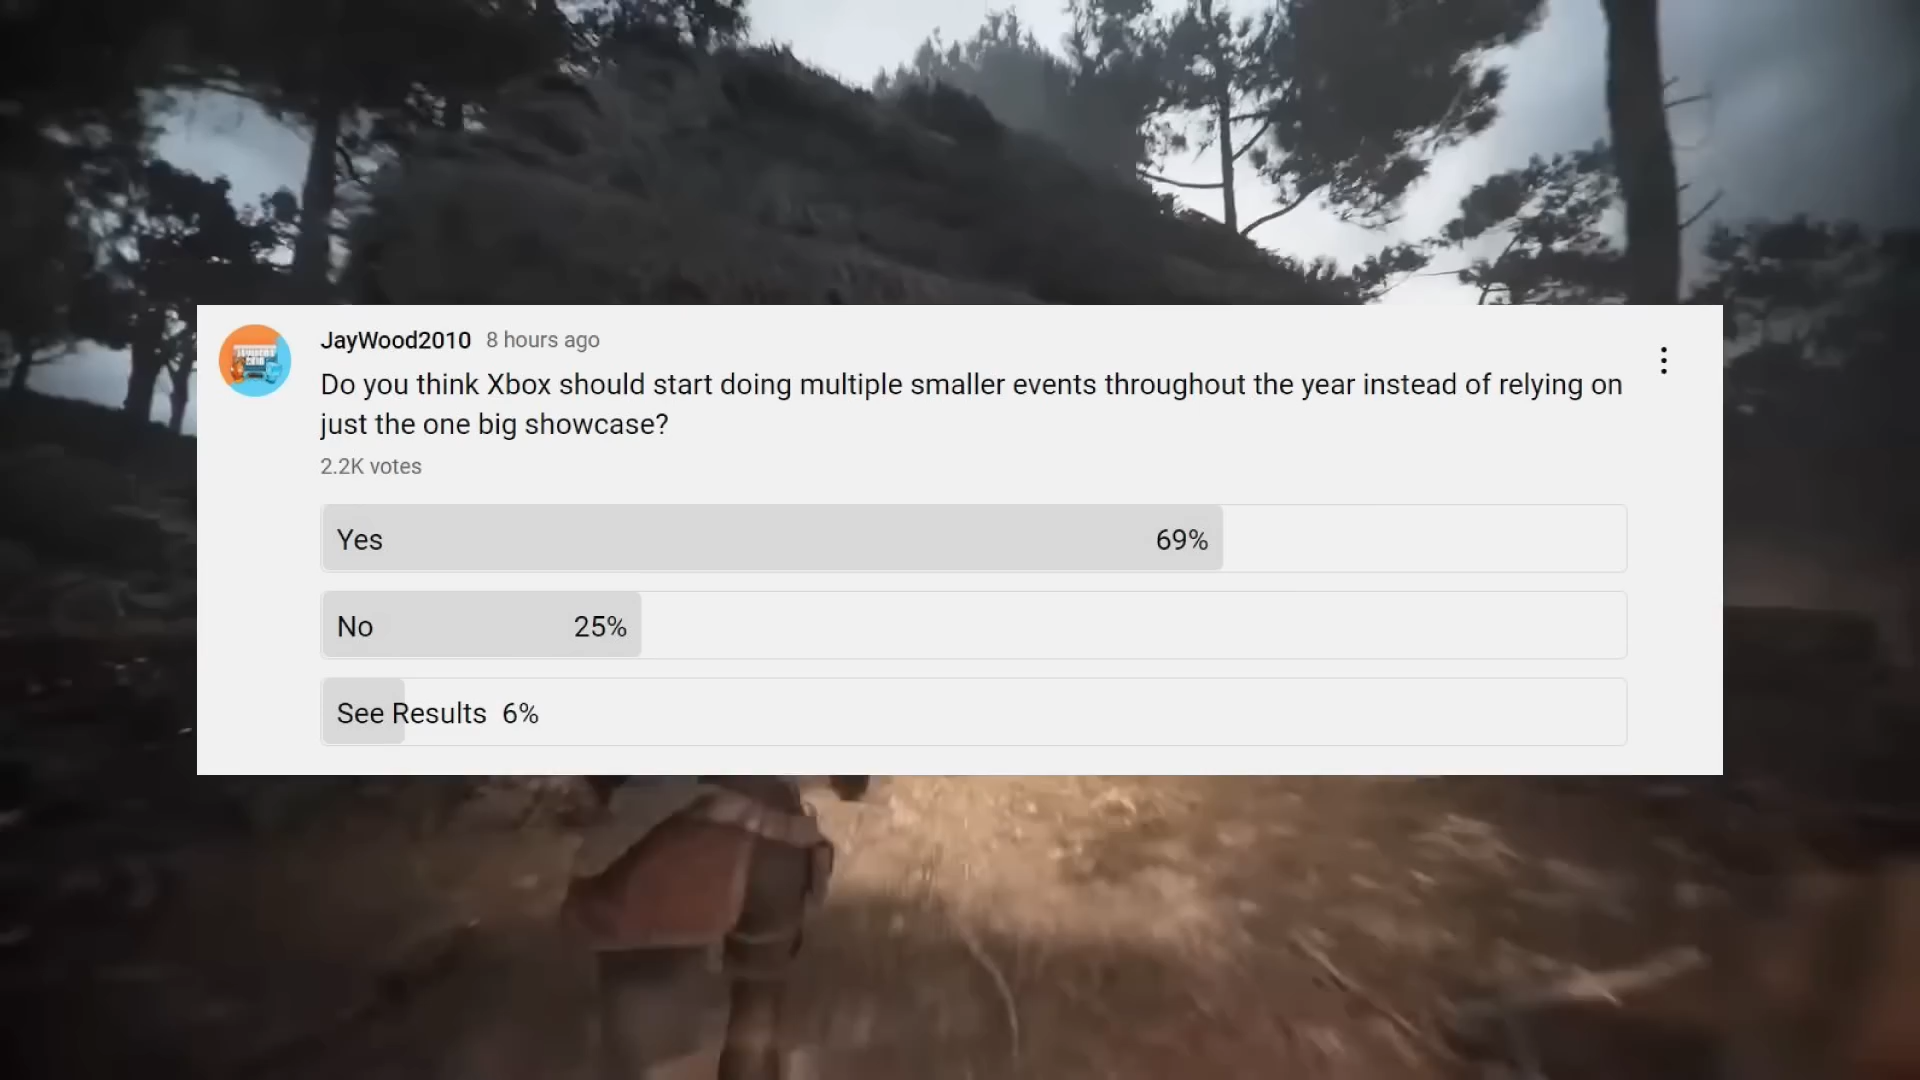 JayWood2010 8 hours ago
Do you think Xbox should start doing multiple smaller events throughout the year instead of relying on
just the one big showcase?
2.2K votes
Yes 69%
No 25%
See Results 6%